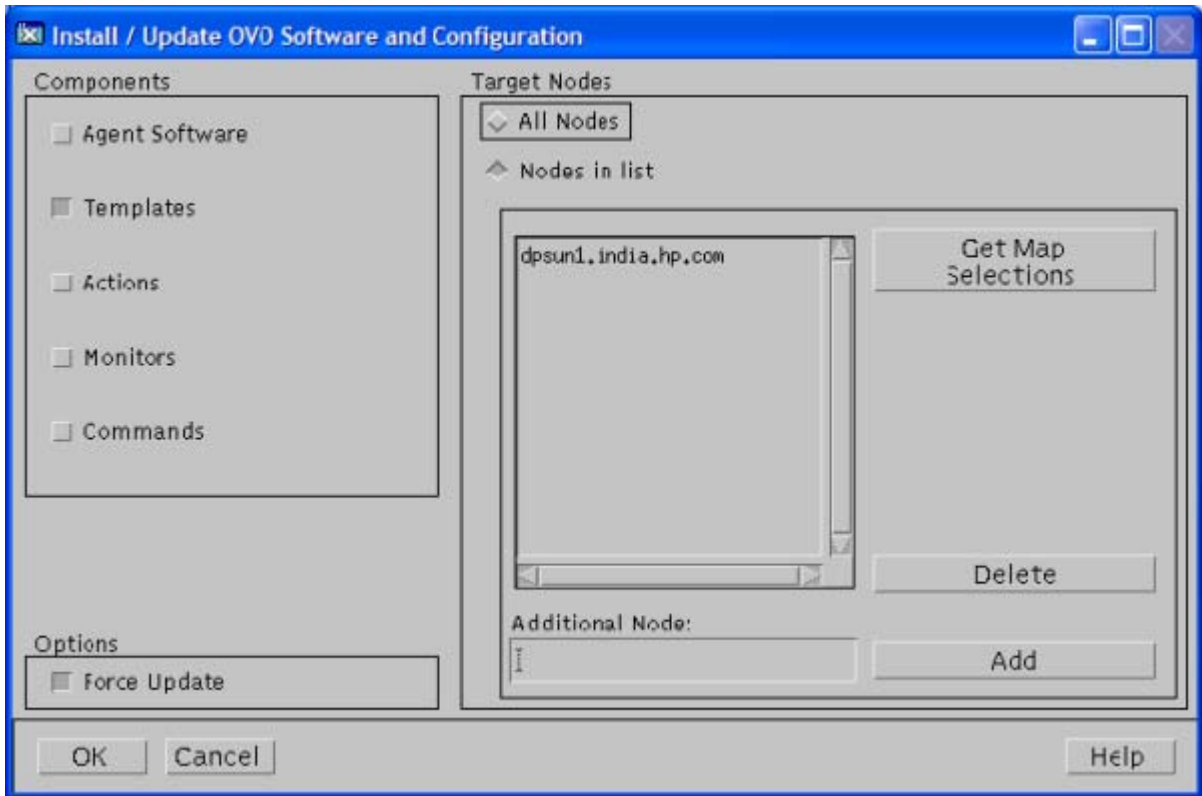 Install / Update OVO Software and Configuration
Components
Agent Software
Templates
Actions
Monitors
Commands
Options
Force Update
Target Nodes
All Nodes
Nodes in list
dpsun1.india.hp.com
Get Map
Selections
Delete
Additional Node:
Add
OK
Cancel
Help